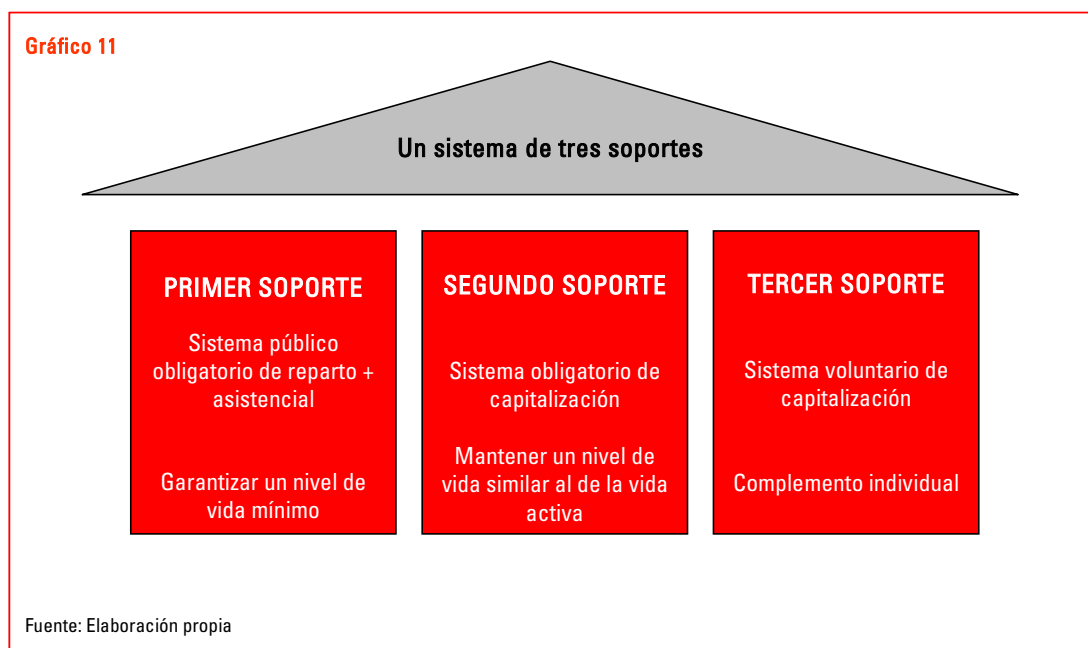 Gráfico 11
Un sistema de tres soportes
PRIMER SOPORTE
Sistema público
obligatorio de reparto +
asistencial
Garantizar un nivel de
vida mínimo
SEGUNDO SOPORTE
Sistema obligatorio de
capitalización
Mantener un nivel de
vida similar al de la vida
activa
TERCER SOPORTE
Sistema voluntario de
capitalización
Complemento individual
Fuente: Elaboración propia